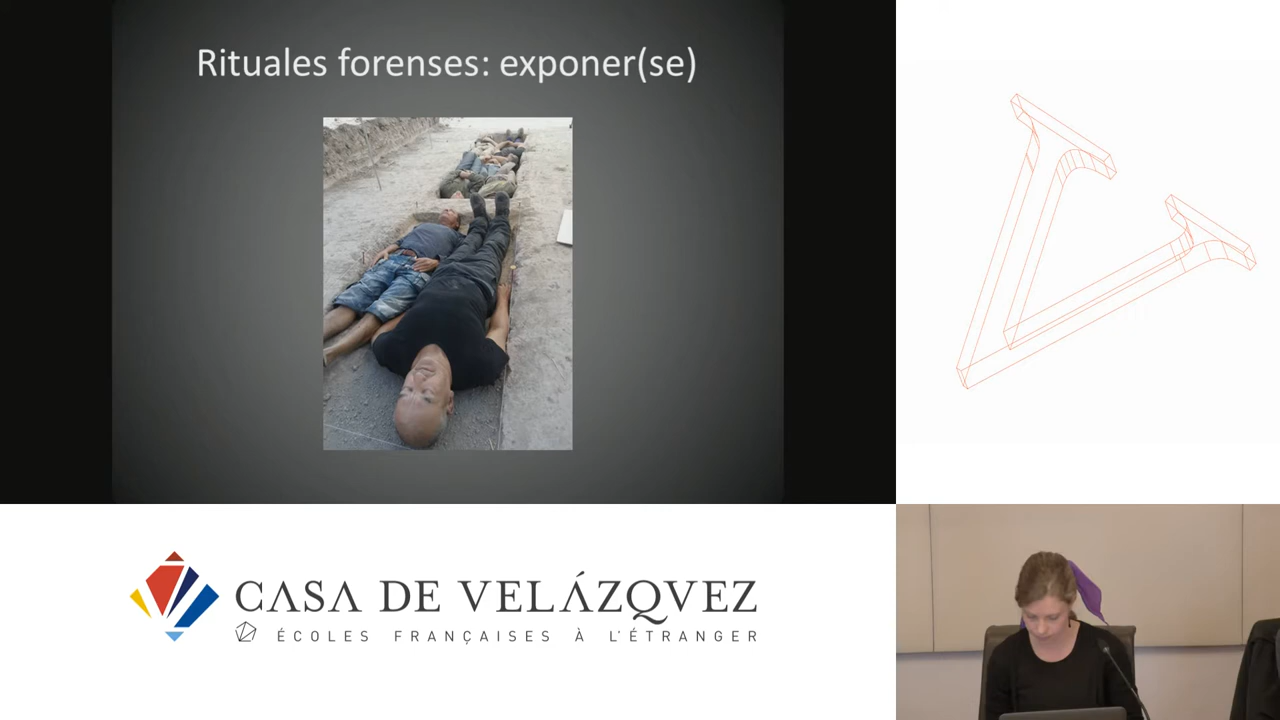 Rituales forenses: exponer(se)
CASA DE VELÁZQVEZ
ÉCOLES FRANÇAISES À L'ÉTRANGER